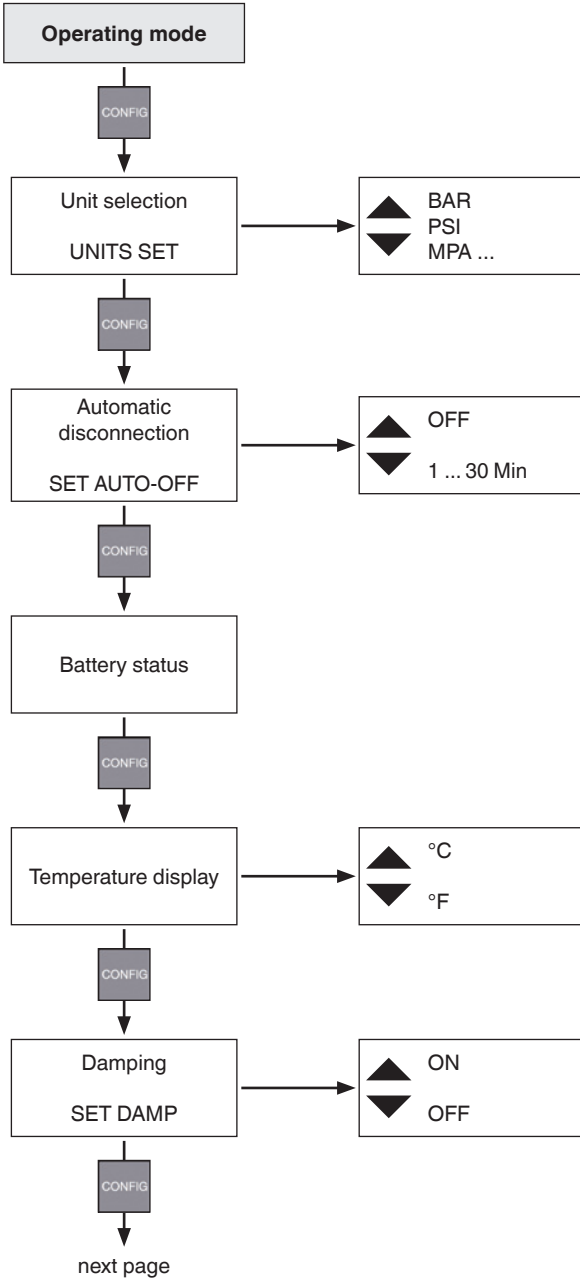 Operating mode
CONFIG
Unit selection
UNITS SET
BAR
PSI
MPA ...
CONFIG
Automatic
disconnection
SET AUTO-OFF
OFF
1 ... 30 Min
CONFIG
Battery status
CONFIG
Temperature display
°C
°F
CONFIG
Damping
SET DAMP
ON
OFF
CONFIG
next page